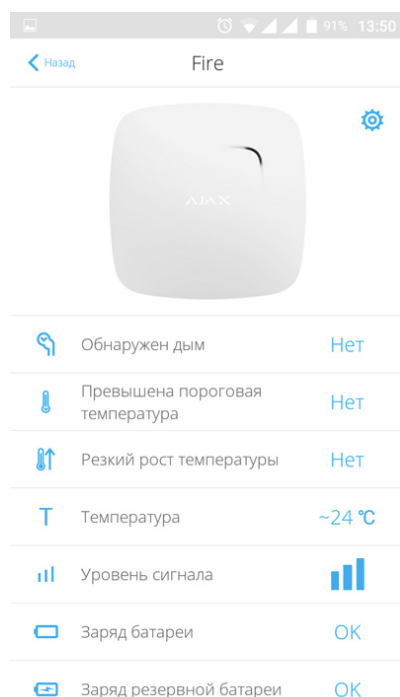 91% 13:50
Назад
Fire
AJAX
Обнаружен дым
Нет
Превышена пороговая
температура
Нет
Резкий рост температуры
Нет
T
Температура
~24 °C
Уровень сигнала
Заряд батареи
OK
Заряд резервной батареи
OK